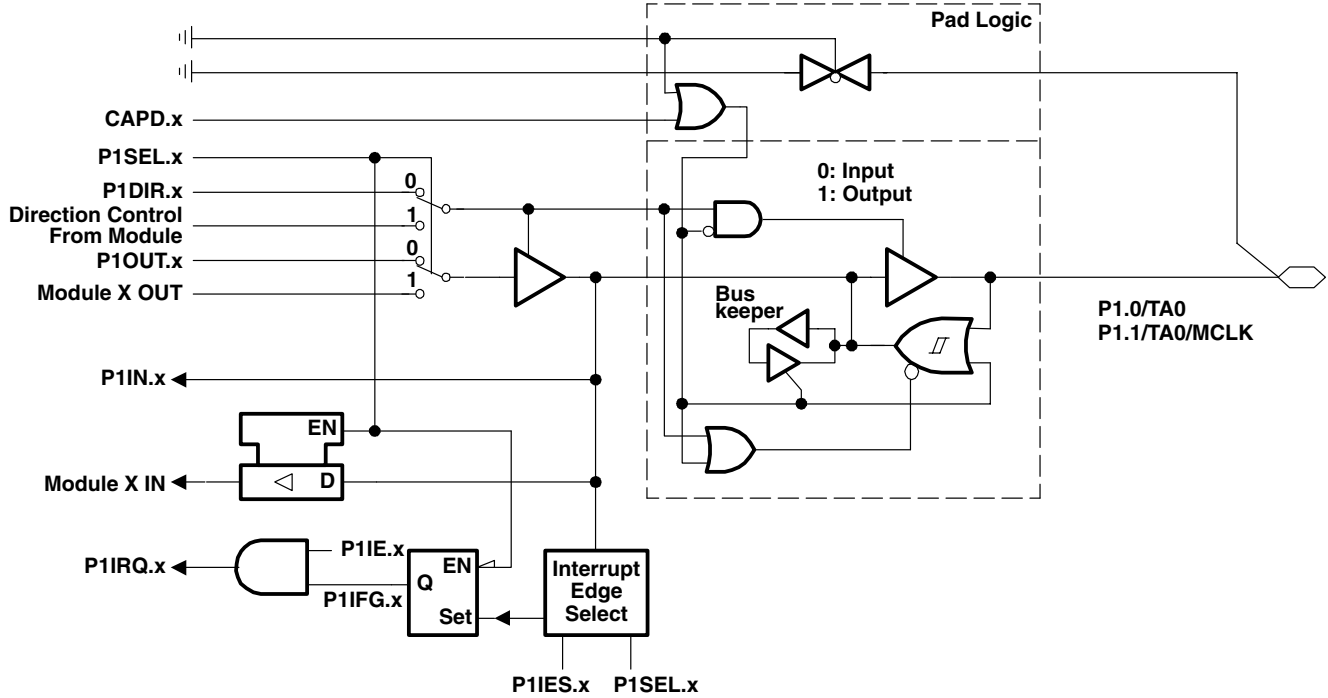 Pad Logic
CAPD.x
P1SEL.x
0: Input
1: Output
0
P1DIR.x
Direction Control
From Module
1
0
P1OUT.x
1
Module X OUT
Bus
keeper
P1.0/TA0
P1.1/TA0/MCLK
P1IN.x
EN
Module X IN
D
P1IE.x
P1IRQ.x
P1IFG.x
EN
Q
Set
Interrupt
Edge
Select
P1IES.x
P1SEL.x